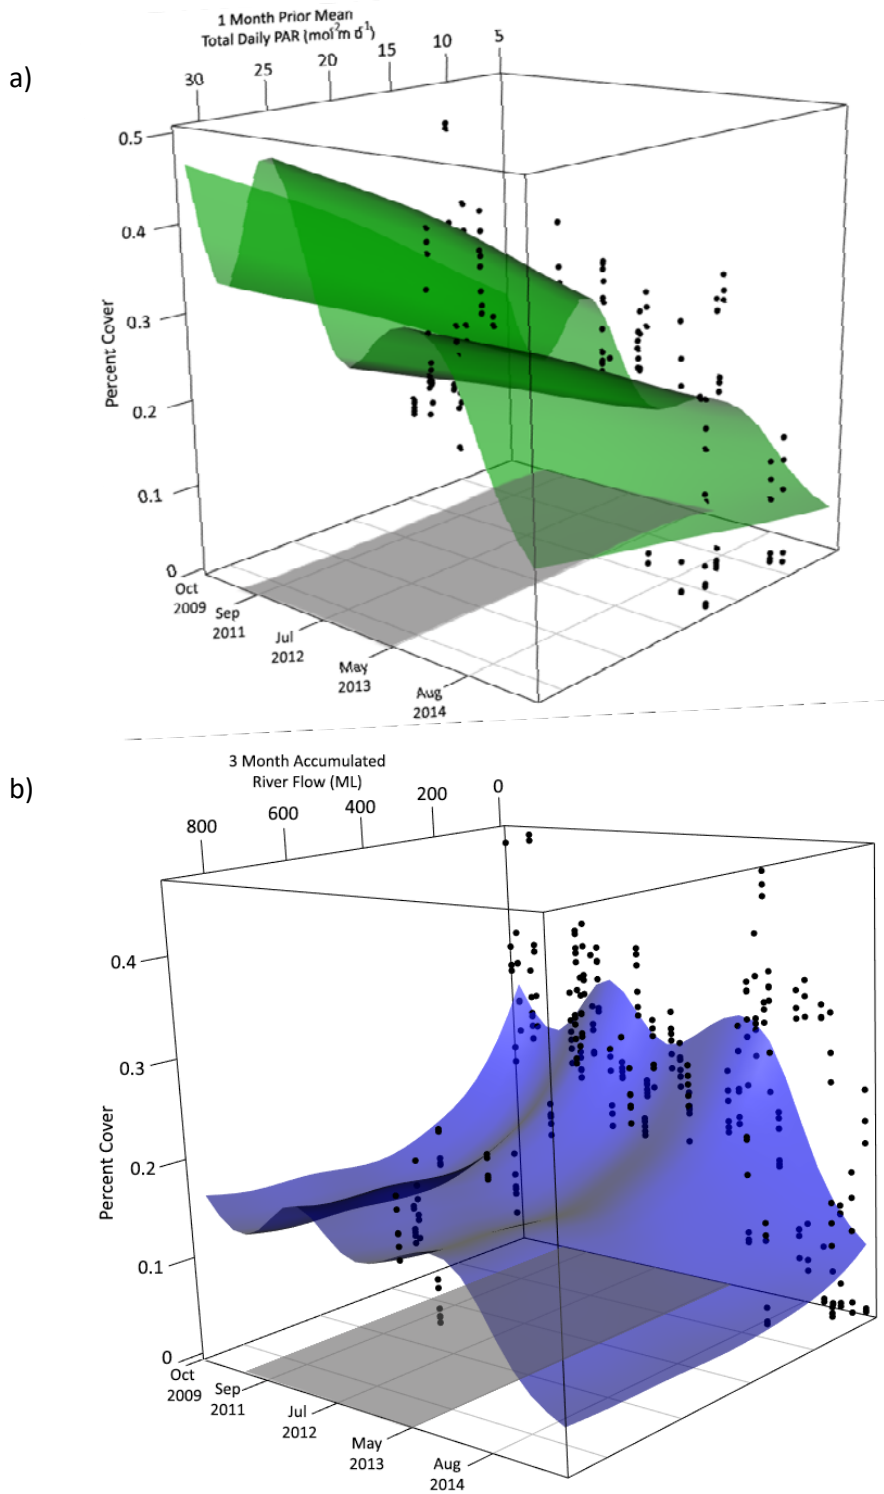 a)
1 Month Prior Mean
Total Daily PAR (mol⁻²m d⁻¹)
30 25 20 15 10 5
Percent Cover
0.5
0.4
0.3
0.2
0.1
0
Oct
2009
Sep
2011
Jul
2012
May
2013
Aug
2014
b)
3 Month Accumulated
River Flow (ML)
800 600 400 200 0
Percent Cover
0.4
0.3
0.2
0.1
0
Oct
2009
Sep
2011
Jul
2012
May
2013
Aug
2014